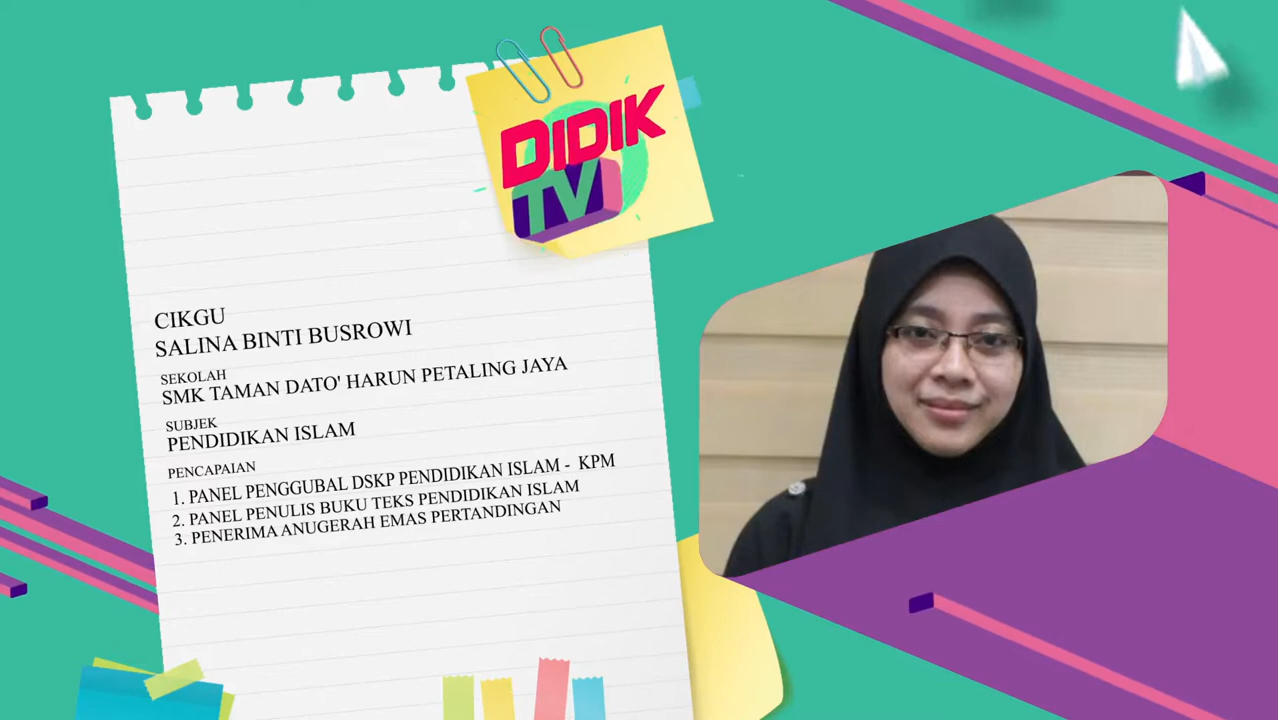 DIDIK
TV
CIKGU
SALINA BINTI BUSROWI
SEKOLAH
SMK TAMAN DATO' HARUN PETALING JAYA
SUBJEK
PENDIDIKAN ISLAM
PENCAPAIAN
1. PANEL PENGGUBAL DSKP PENDIDIKAN ISLAM - KPM
2. PANEL PENULIS BUKU TEKS PENDIDIKAN ISLAM
3. PENERIMA ANUGERAH EMAS PERTANDINGAN